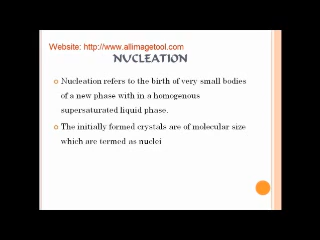 Website: http://www.allimagetool.com
NUCLEATION
Nucleation refers to the birth of very small bodies
of a new phase with in a homogenous
supersaturated liquid phase.
The initially formed crystals are of molecular size
which are termed as nuclei